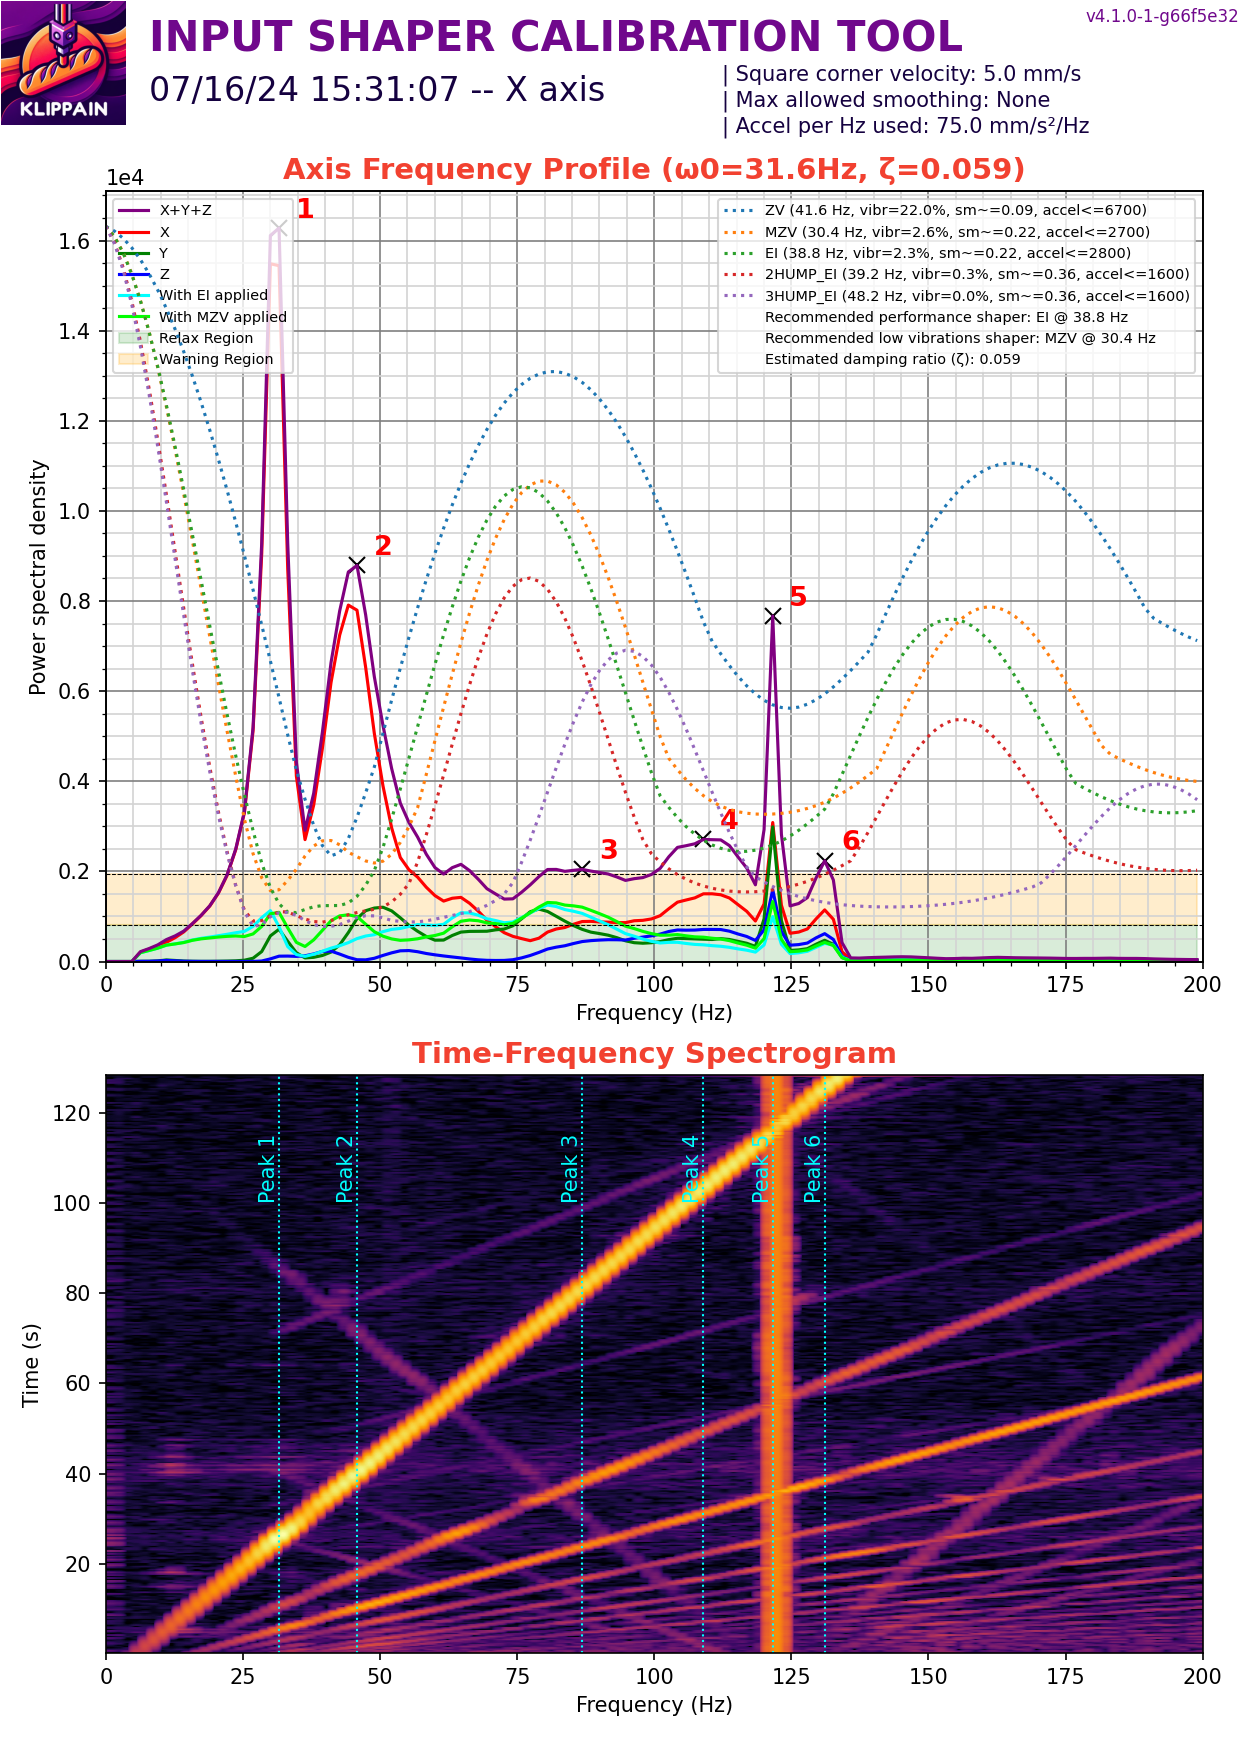 v4.1.0-1-g66f5e32
INPUT SHAPER CALIBRATION TOOL
07/16/24 15:31:07 -- X axis
| Square corner velocity: 5.0 mm/s
| Max allowed smoothing: None
| Accel per Hz used: 75.0 mm/s²/Hz
KLIPPAIN
Axis Frequency Profile (ω0=31.6Hz, ζ=0.059)
1e4
X+Y+Z
X
Y
Z
With EI applied
With MZV applied
Relax Region
Warning Region
ZV (41.6 Hz, vibr=22.0%, sm~=0.09, accel<=6700)
MZV (30.4 Hz, vibr=2.6%, sm~=0.22, accel<=2700)
EI (38.8 Hz, vibr=2.3%, sm~=0.22, accel<=2800)
2HUMP_EI (39.2 Hz, vibr=0.3%, sm~=0.36, accel<=1600)
3HUMP_EI (48.2 Hz, vibr=0.0%, sm~=0.36, accel<=1600)
Recommended performance shaper: EI @ 38.8 Hz
Recommended low vibrations shaper: MZV @ 30.4 Hz
Estimated damping ratio (ζ): 0.059
1
2
3
4
5
6
1.6
1.4
1.2
1.0
0.8
0.6
0.4
0.2
0.0
Power spectral density
0 25 50 75 100 125 150 175 200
Frequency (Hz)
Time-Frequency Spectrogram
120
100
80
60
40
20
Time (s)
Peak 1
Peak 2
Peak 3
Peak 4
Peak 5
Peak 6
0 25 50 75 100 125 150 175 200
Frequency (Hz)